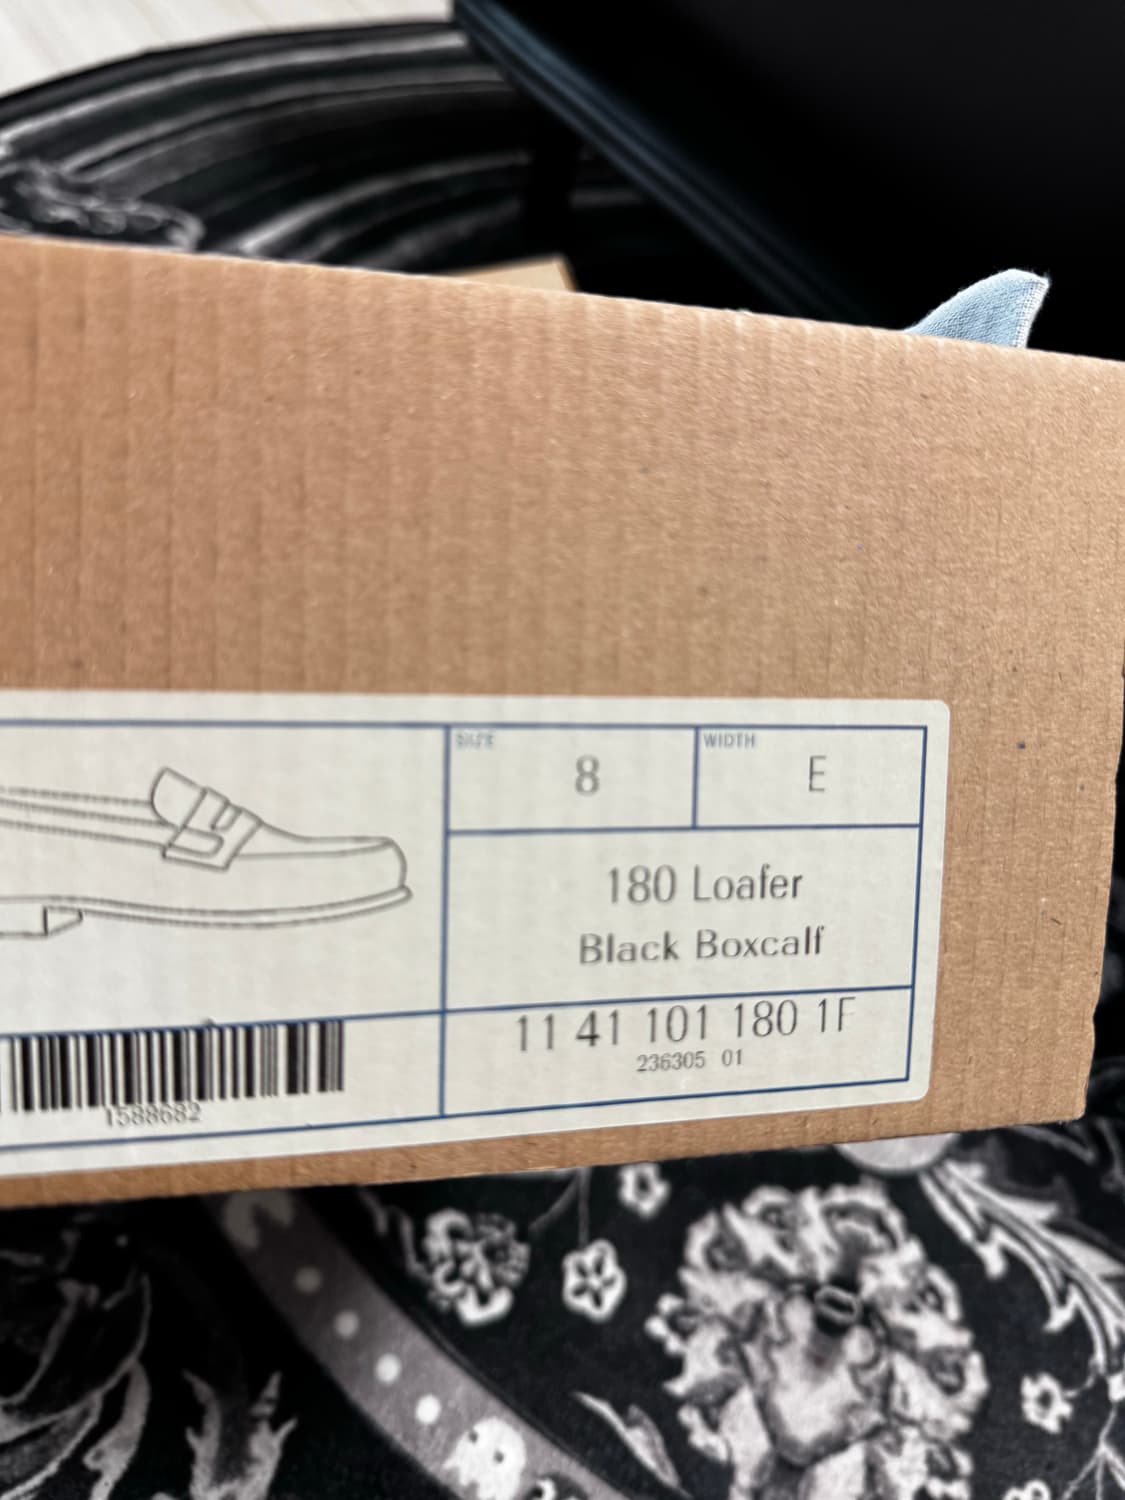 SIZE
8
WIDTH
E
180 Loafer
Black Boxcalf
11 41 101 180 1F
236305 01
1588682